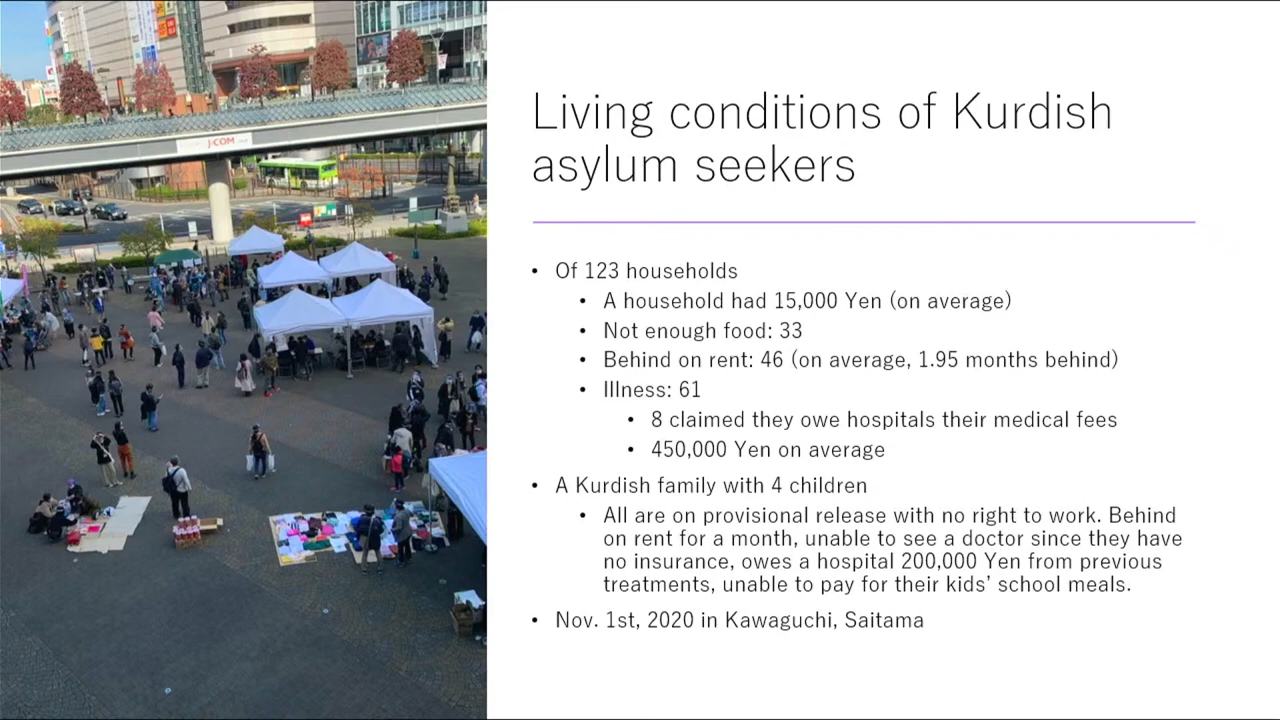 J:COM
Living conditions of Kurdish
asylum seekers
• Of 123 households
• A household had 15,000 Yen (on average)
• Not enough food: 33
• Behind on rent: 46 (on average, 1.95 months behind)
• Illness: 61
• 8 claimed they owe hospitals their medical fees
• 450,000 Yen on average
• A Kurdish family with 4 children
• All are on provisional release with no right to work. Behind
on rent for a month, unable to see a doctor since they have
no insurance, owes a hospital 200,000 Yen from previous
treatments, unable to pay for their kids’ school meals.
• Nov. 1st, 2020 in Kawaguchi, Saitama